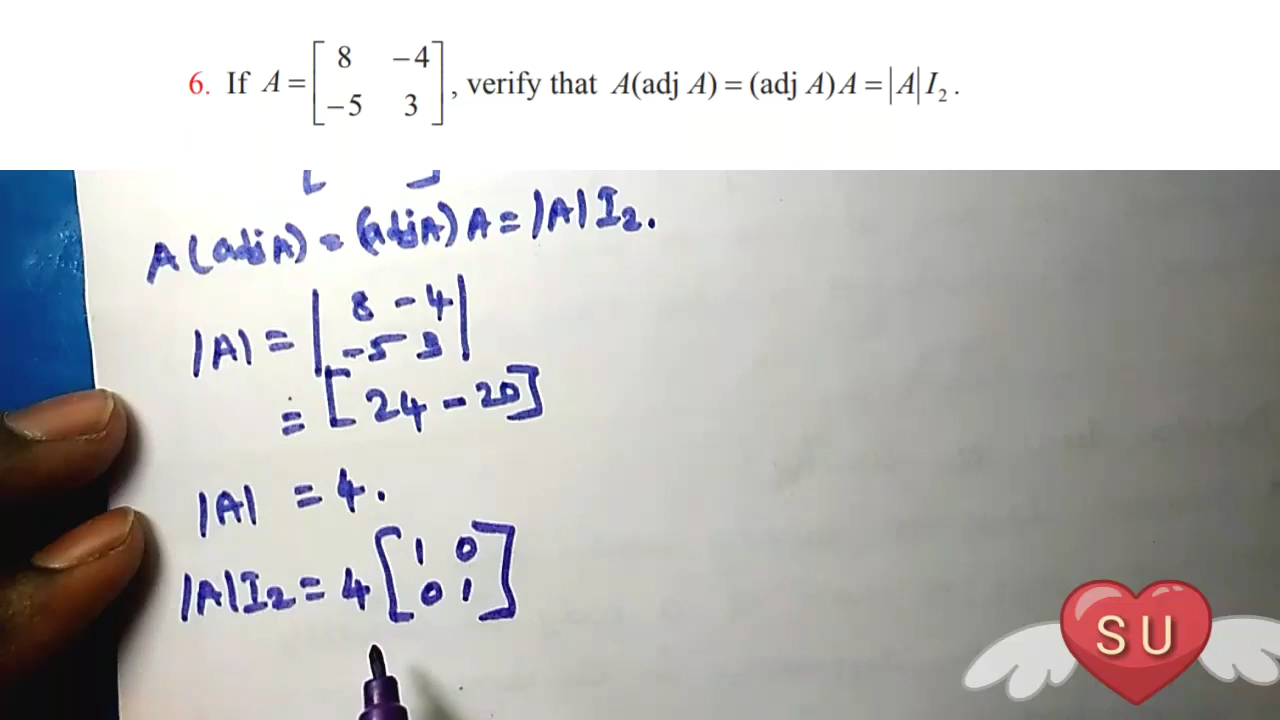 6. If A = [ 8 −4
−5 3 ] , verify that A(adj A) = (adj A)A = |A| I₂ .
A(adj A) = (adj A) A = |A| I₂.
|A| = | 8 − 4
−5 3 |
= [ 24 − 20 ]
|A| = 4.
|A| I₂ = 4 [ 1 0
0 1 ]
S U